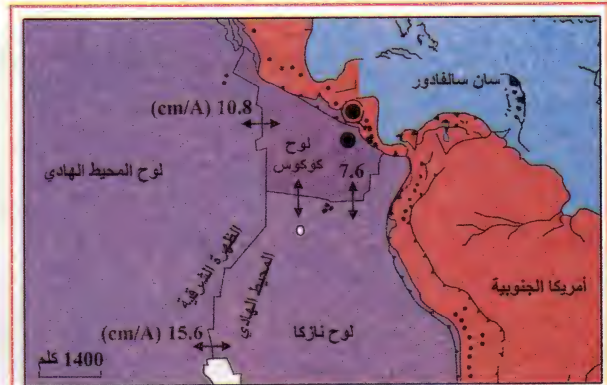 سان سالفادور
(cm/A) 10.8
لوح
كوكوس
7.6
لوح المحيط الهادي
الظهرة الشرقية
المحيط الهادي
أمريكا الجنوبية
(cm/A) 15.6
لوح نازكا
1400 كلم